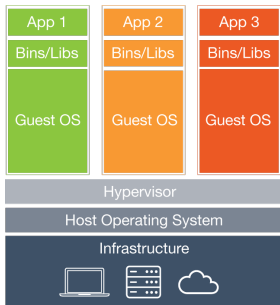 App 1
App 2
App 3
Bins/Libs
Bins/Libs
Bins/Libs
Guest OS
Guest OS
Guest OS
Hypervisor
Host Operating System
Infrastructure